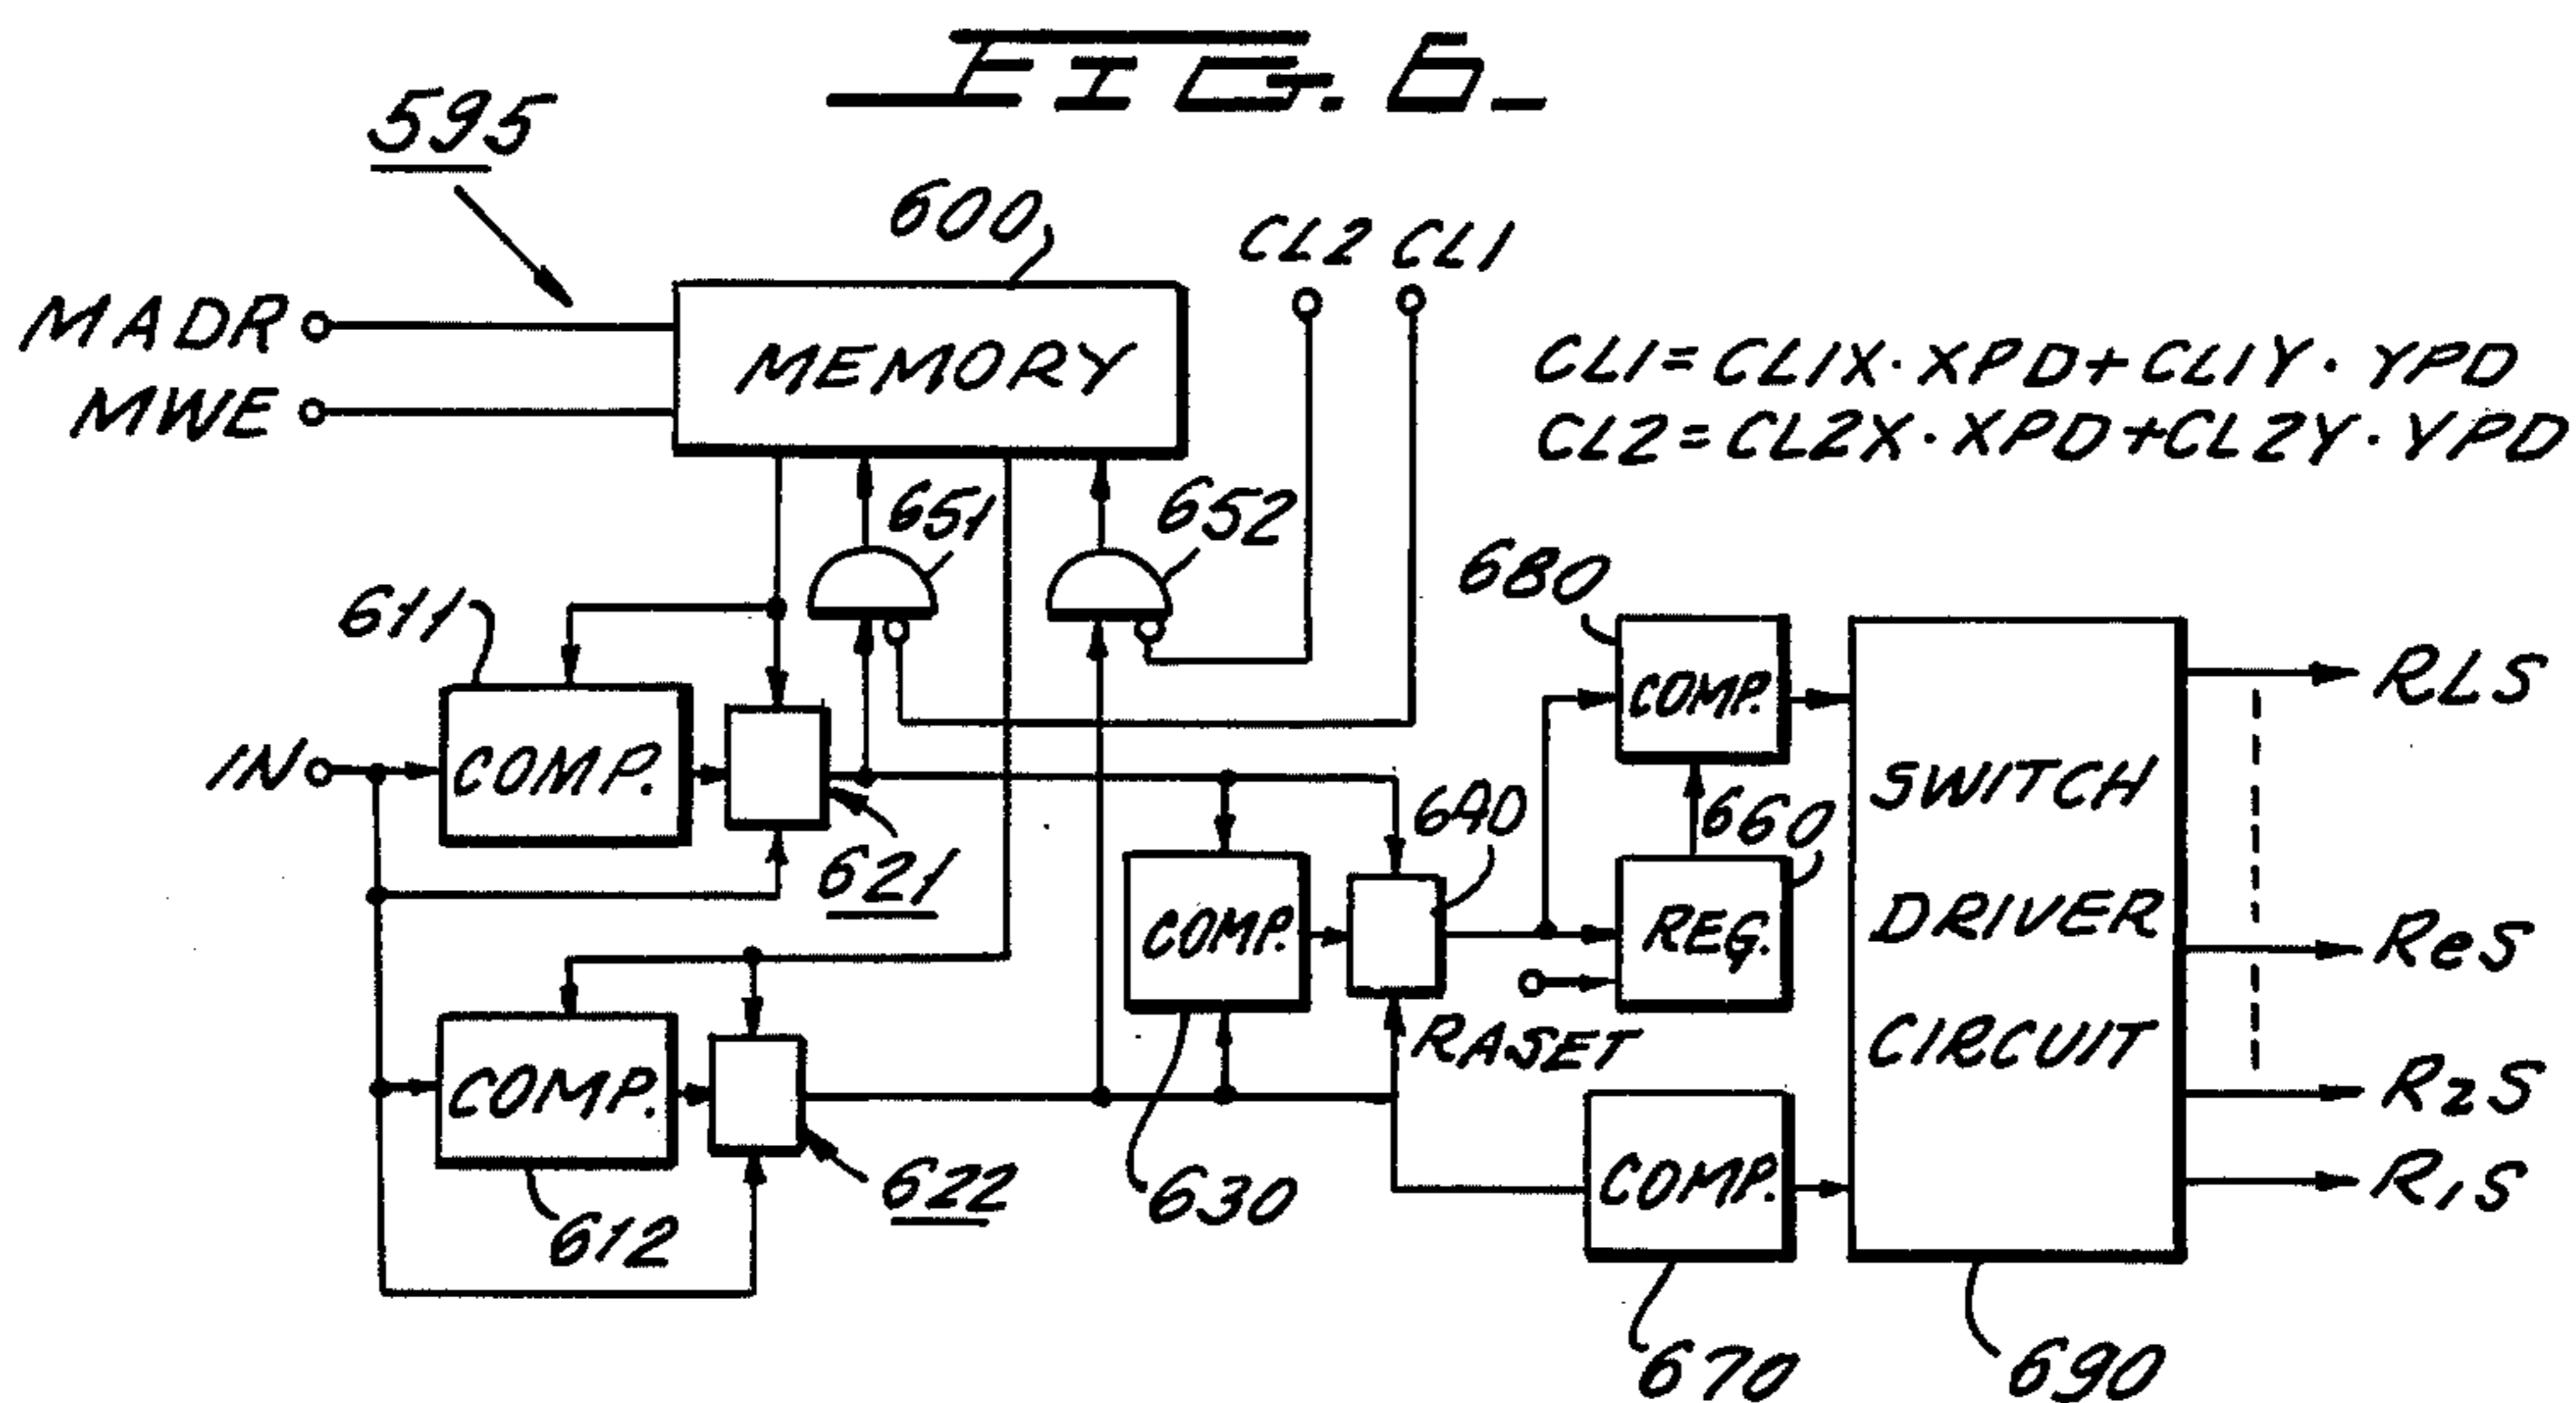 FIG. 6
595
600
CL2 CL1
MADR
MWE
MEMORY
CL1=CL1X·XPD+CL1Y·YPD
CL2=CL2X·XPD+CL2Y·YPD
651
652
611
680
COMP.
RLS
IN
COMP.
SWITCH
DRIVER
CIRCUIT
640
660
621
COMP.
REG.
ReS
RASET
COMP.
R2S
622
630
COMP.
R1S
612
670
690